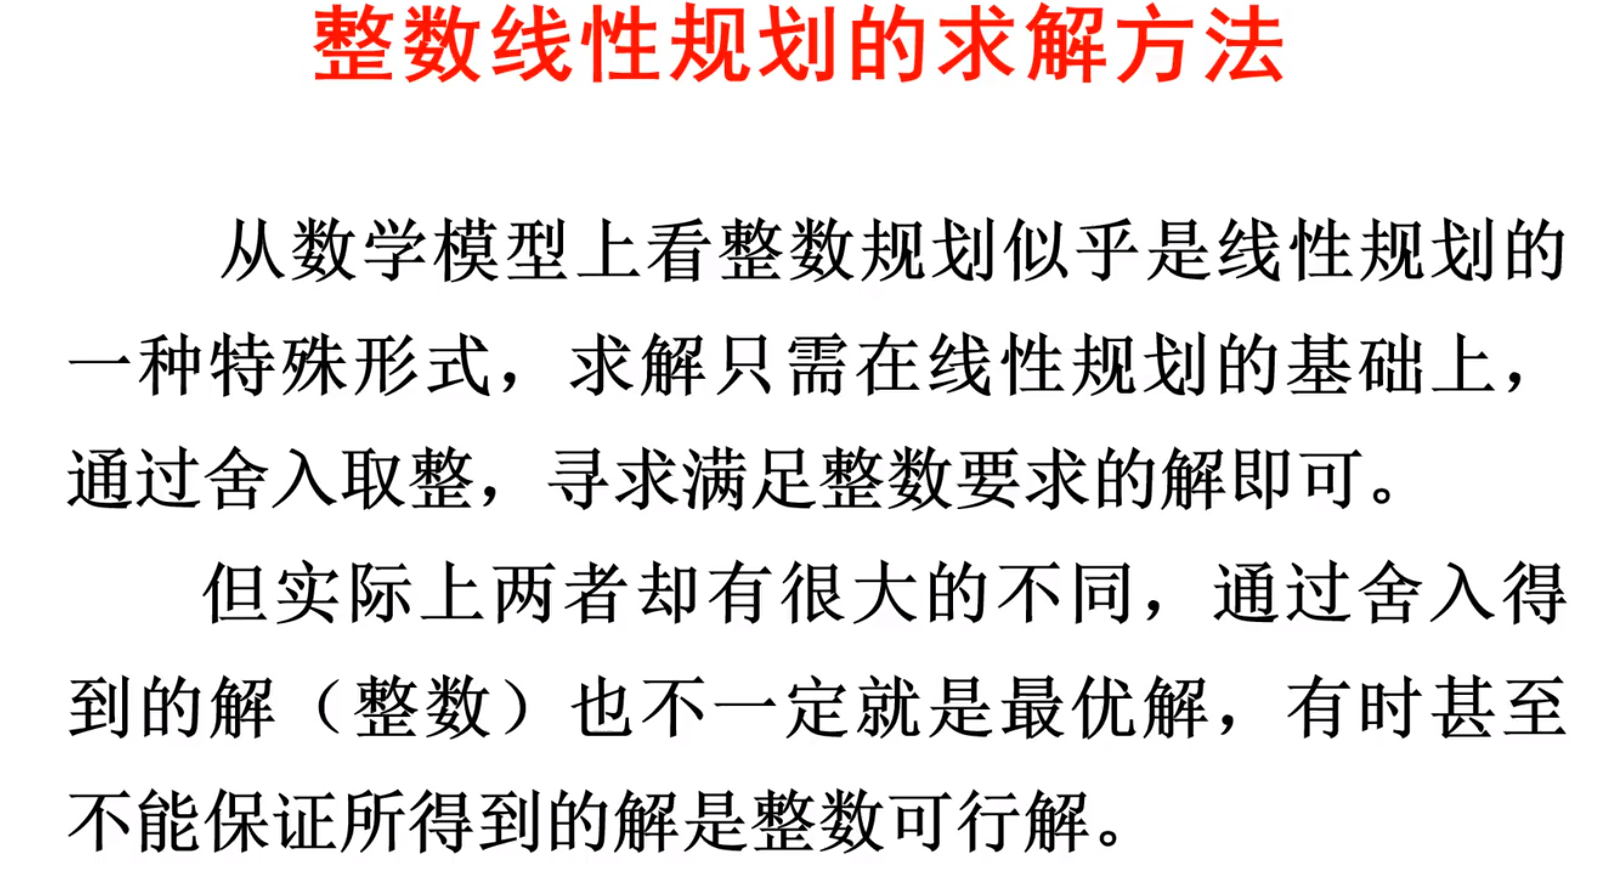 整数线性规划的求解方法
从数学模型上看整数规划似乎是线性规划的
一种特殊形式，求解只需在线性规划的基础上，
通过舍入取整，寻求满足整数要求的解即可。
但实际上两者却有很大的不同，通过舍入得
到的解（整数）也不一定就是最优解，有时甚至
不能保证所得到的解是整数可行解。